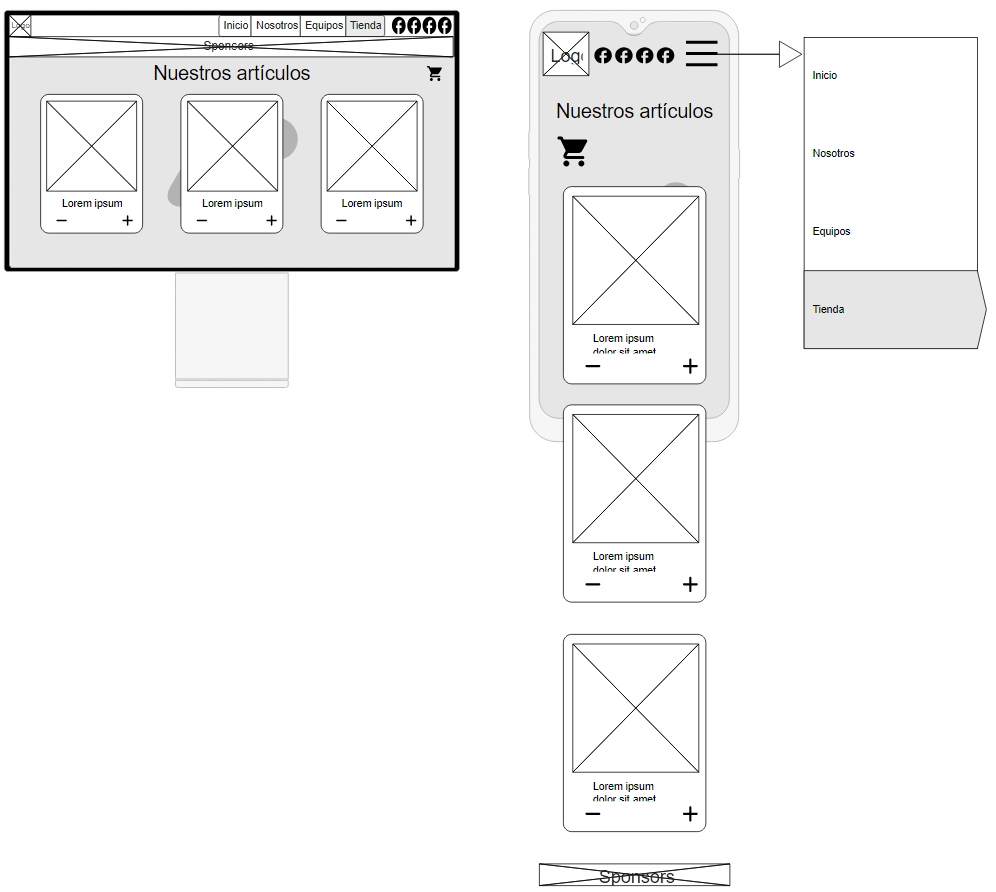 Logo
Inicio
Nosotros
Equipos
Tienda
Sponsors
Nuestros artículos
Lorem ipsum
Lorem ipsum
Lorem ipsum
Logo
Nuestros artículos
Lorem ipsum
dolor sit amet
Lorem ipsum
dolor sit amet
Lorem ipsum
dolor sit amet
Sponsors
Inicio
Nosotros
Equipos
Tienda